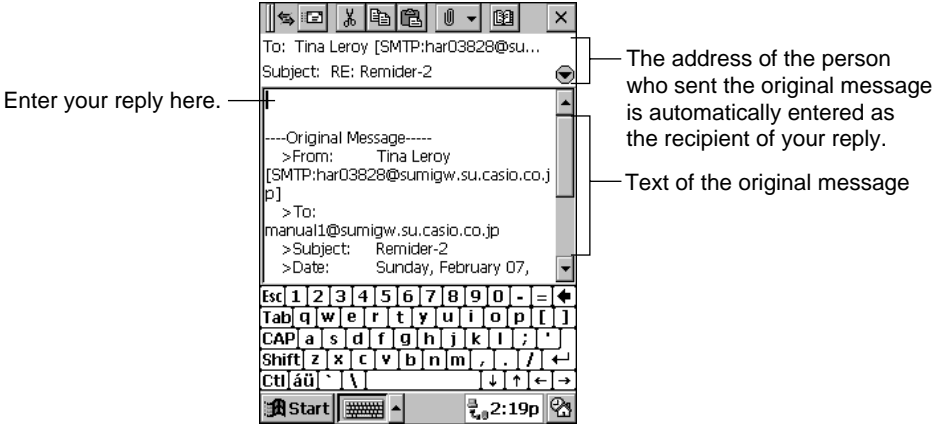 To: Tina Leroy [SMTP:har03828@su...
Subject: RE: Remider-2
Enter your reply here.
The address of the person
who sent the original message
is automatically entered as
the recipient of your reply.
----Original Message-----
>From: Tina Leroy
[SMTP:har03828@sumigw.su.casio.co.j
p]
>To:
manual1@sumigw.su.casio.co.jp
>Subject: Remider-2
>Date: Sunday, February 07,
Text of the original message
Esc 1 2 3 4 5 6 7 8 9 0 - =
Tab q w e r t y u i o p [ ]
CAP a s d f g h j k l ; '
Shift z x c v b n m , . / ↵
Ctl áü ` \ ↓ ↑ ← →
Start 2:19p